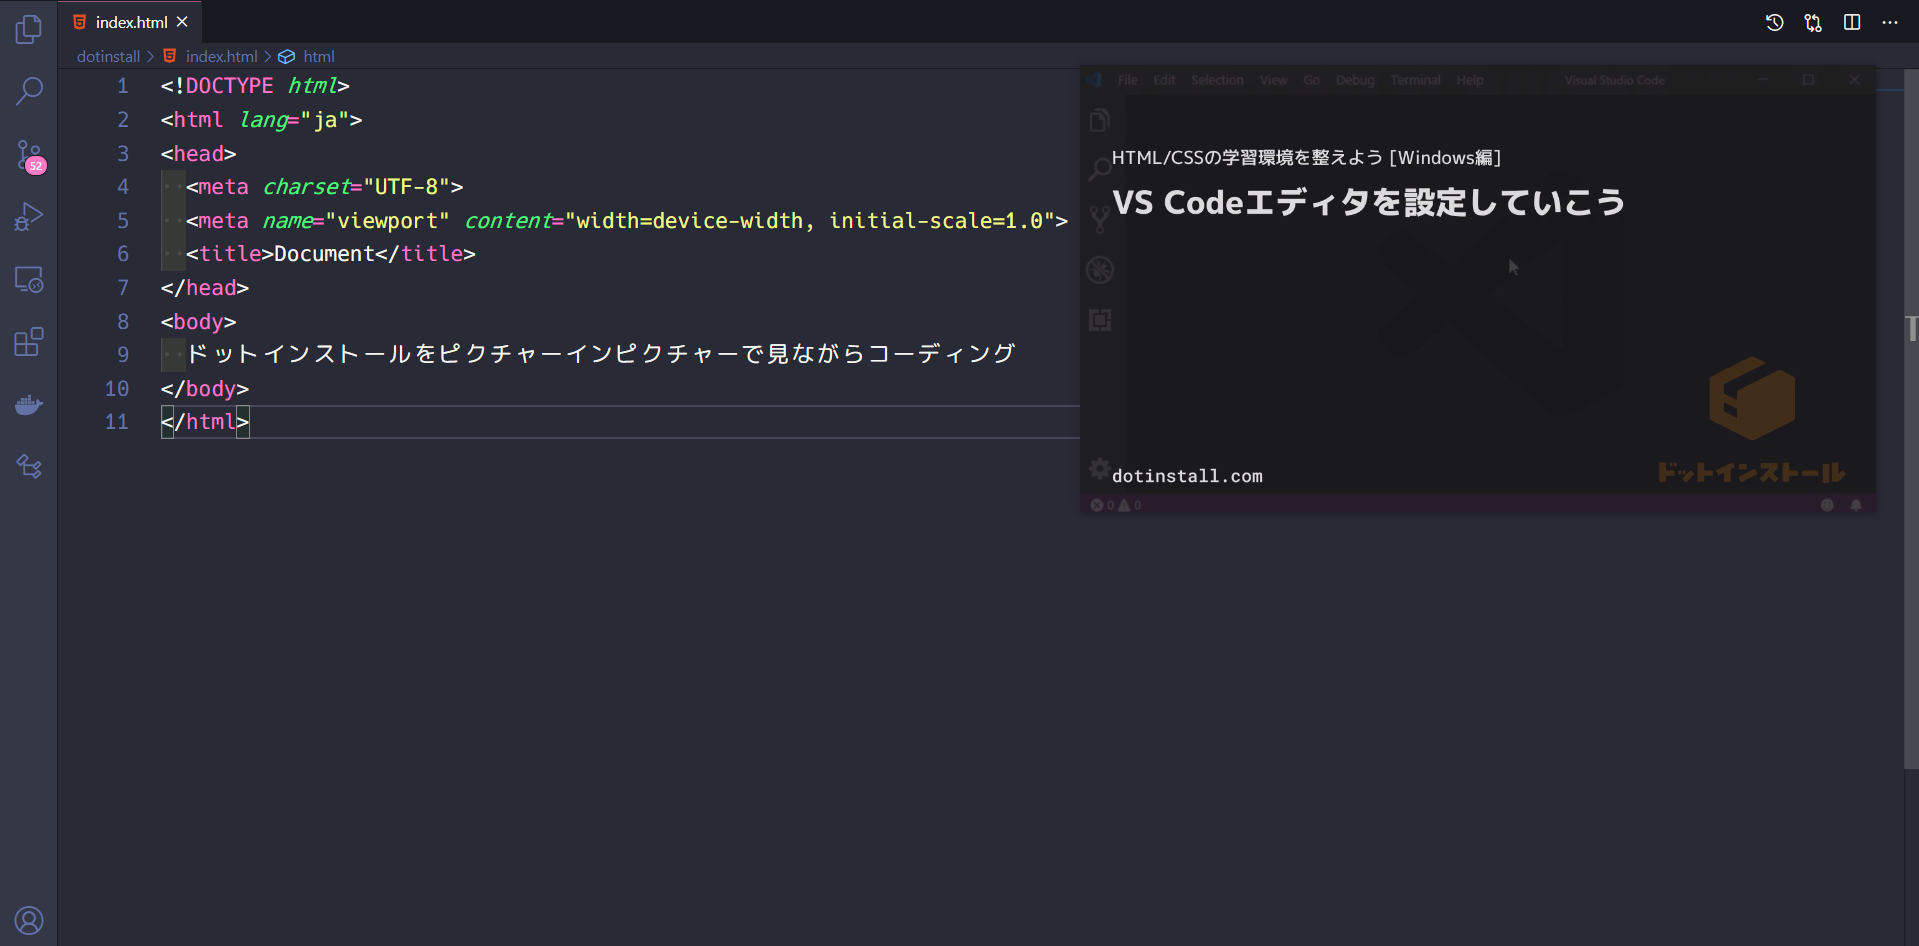 index.html
dotinstall > index.html > html
52
1 <!DOCTYPE html>
2 <html lang="ja">
3 <head>
4 <meta charset="UTF-8">
5 <meta name="viewport" content="width=device-width, initial-scale=1.0">
6 <title>Document</title>
7 </head>
8 <body>
9 ドットインストールをピクチャーインピクチャーで見ながらコーディング
10 </body>
11 </html>
File Edit Selection View Go Debug Terminal Help Visual Studio Code
HTML/CSSの学習環境を整えよう [Windows編]
VS Codeエディタを設定していこう
dotinstall.com
ドットインストール
0 0